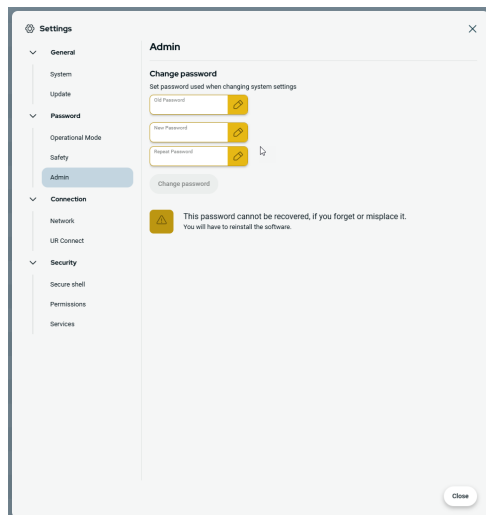 Settings
General
System
Update
Password
Operational Mode
Safety
Admin
Connection
Network
UR Connect
Security
Secure shell
Permissions
Services
Admin
Change password
Set password used when changing system settings
Old Password
New Password
Repeat Password
Change password
This password cannot be recovered, if you forget or misplace it.
You will have to reinstall the software.
Close